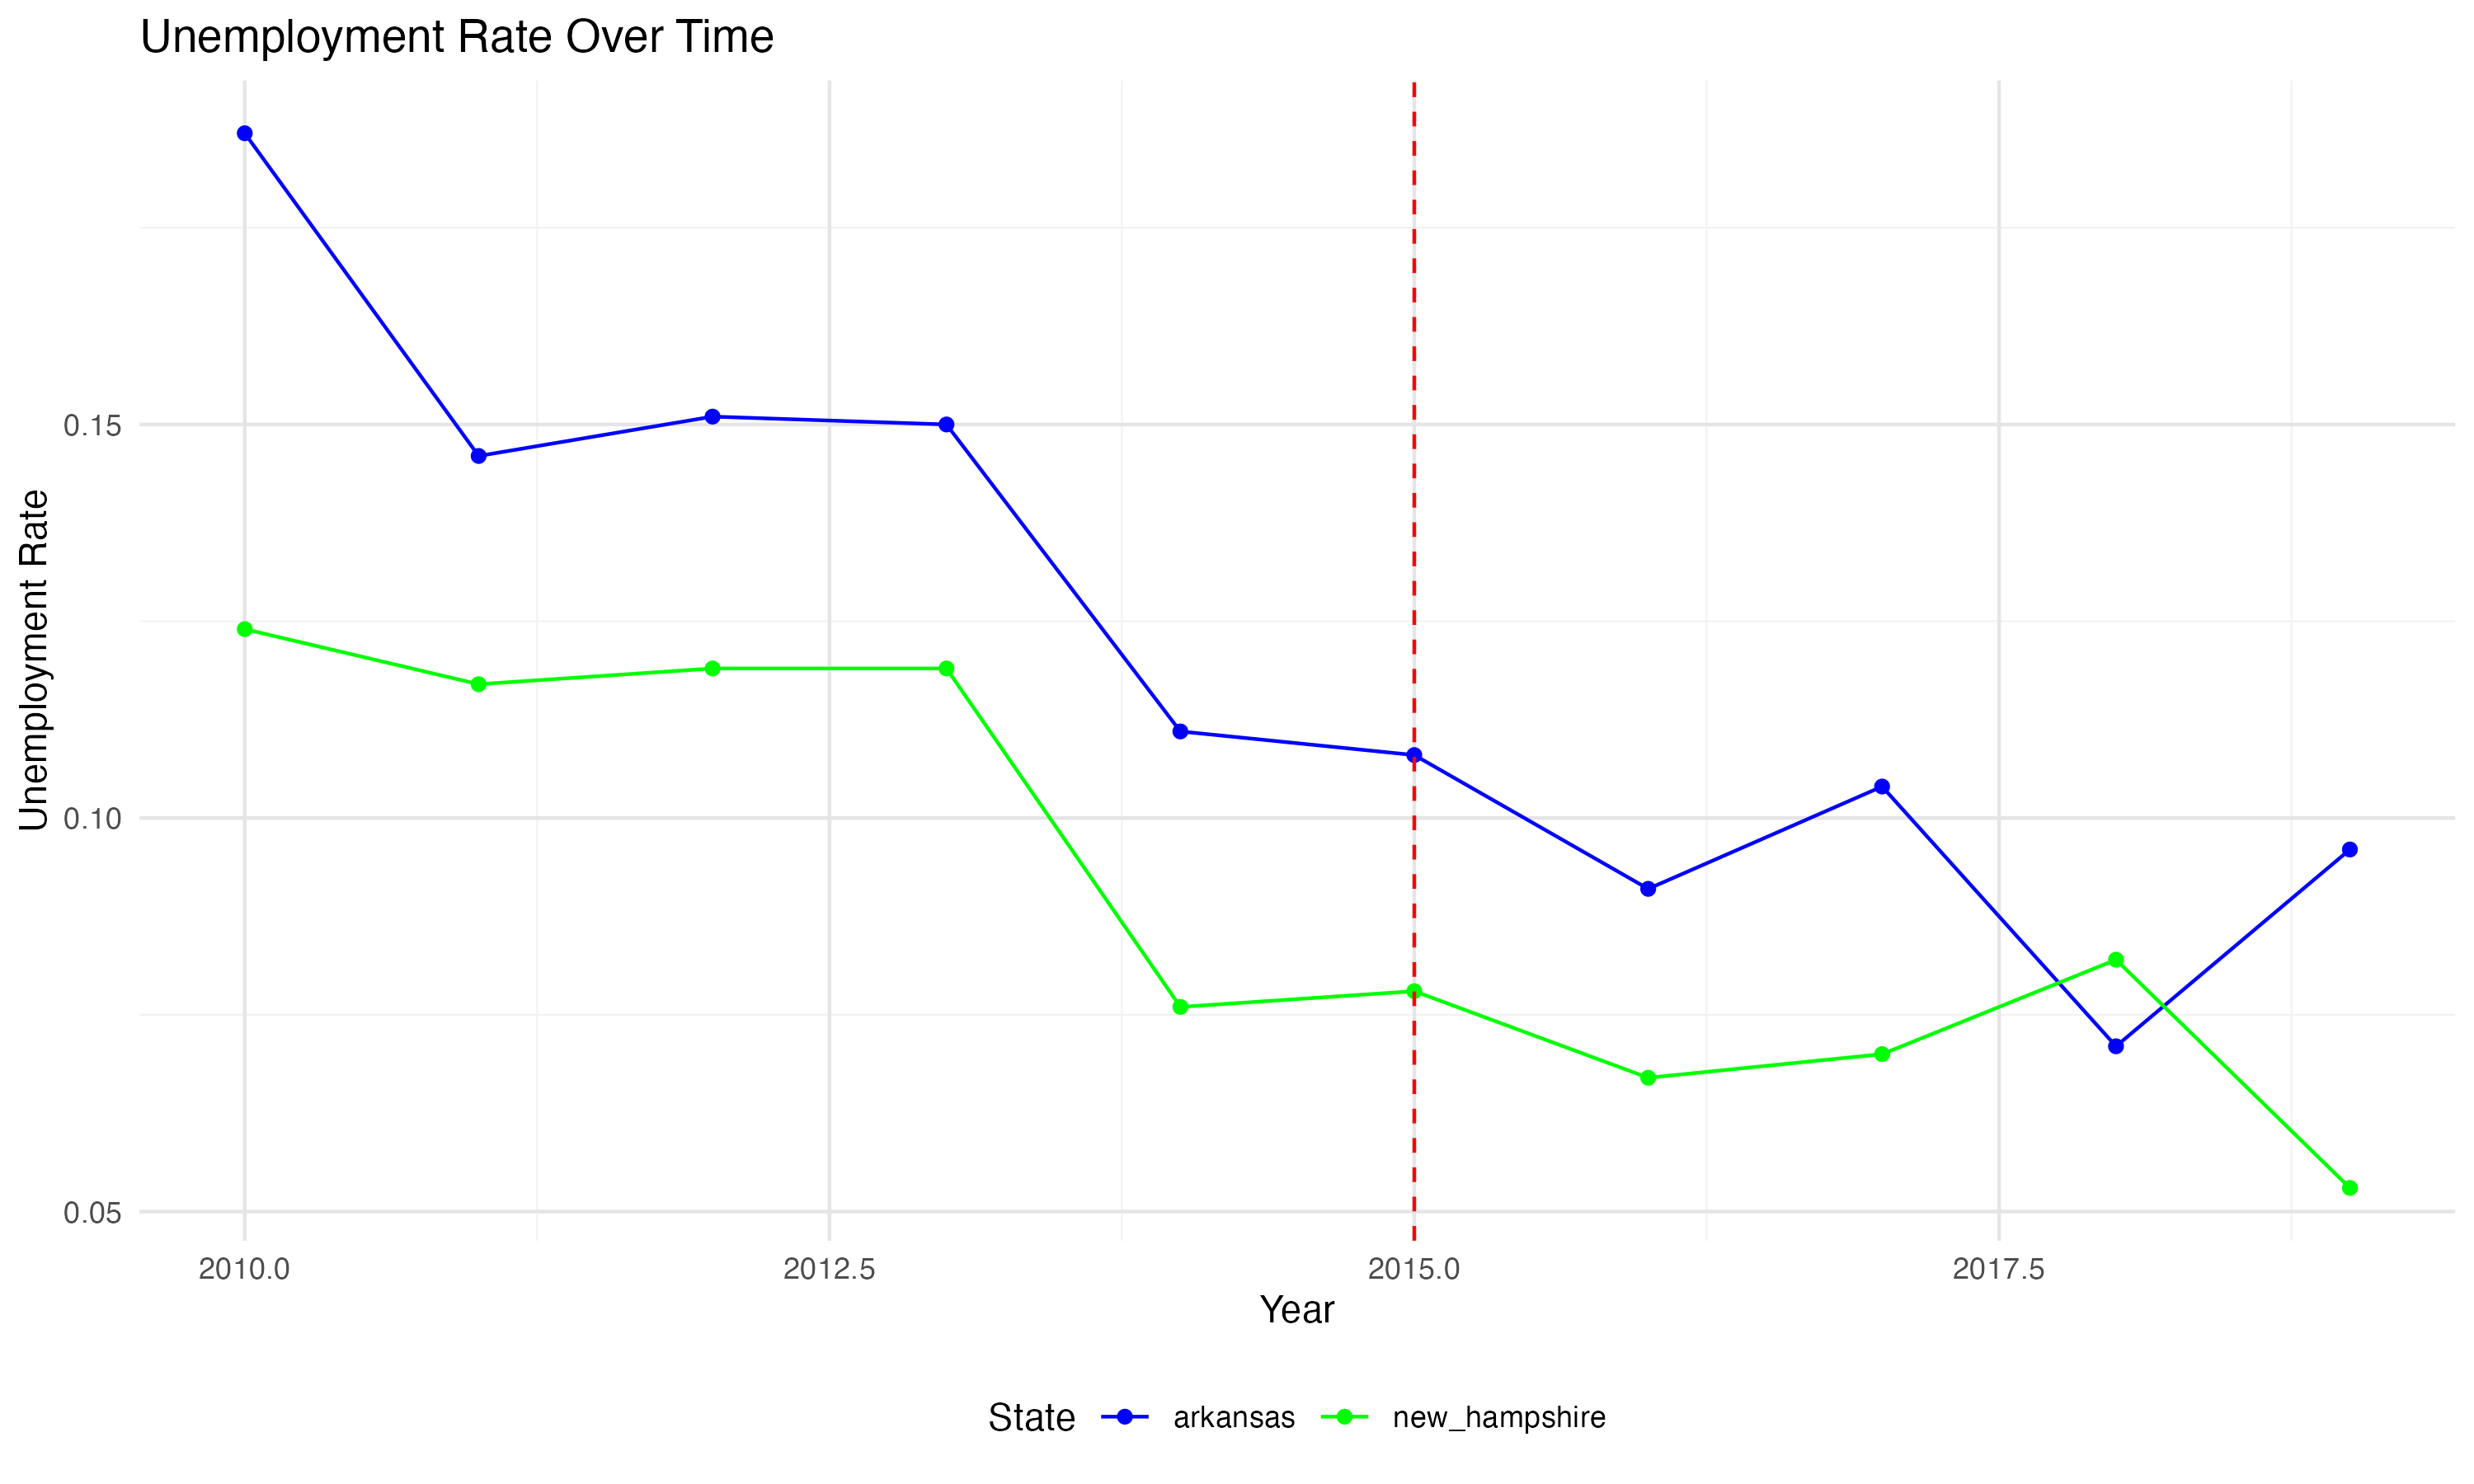 Unemployment Rate Over Time
Unemployment Rate
0.15
0.10
0.05
2010.0 2012.5 2015.0 2017.5
Year
State arkansas new_hampshire